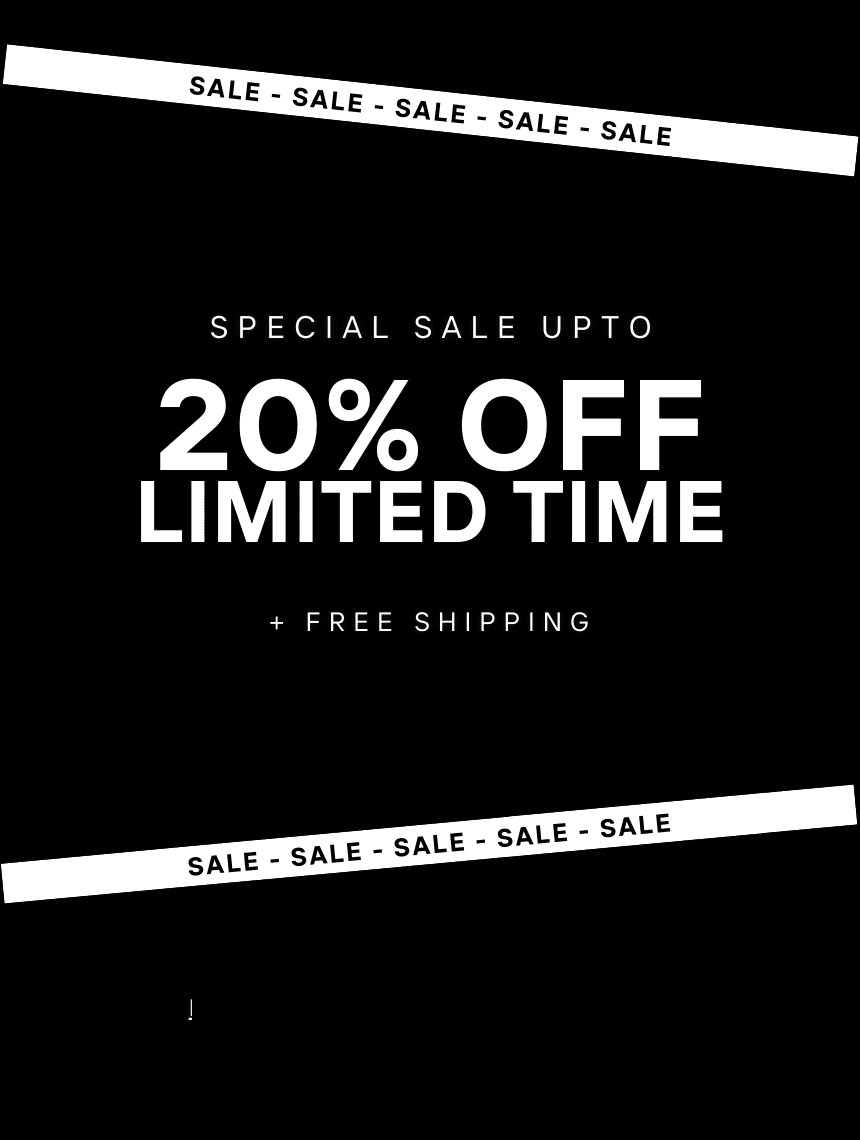 SALE - SALE - SALE - SALE - SALE
SPECIAL SALE UPTO
20% OFF
LIMITED TIME
+ FREE SHIPPING
SALE - SALE - SALE - SALE - SALE